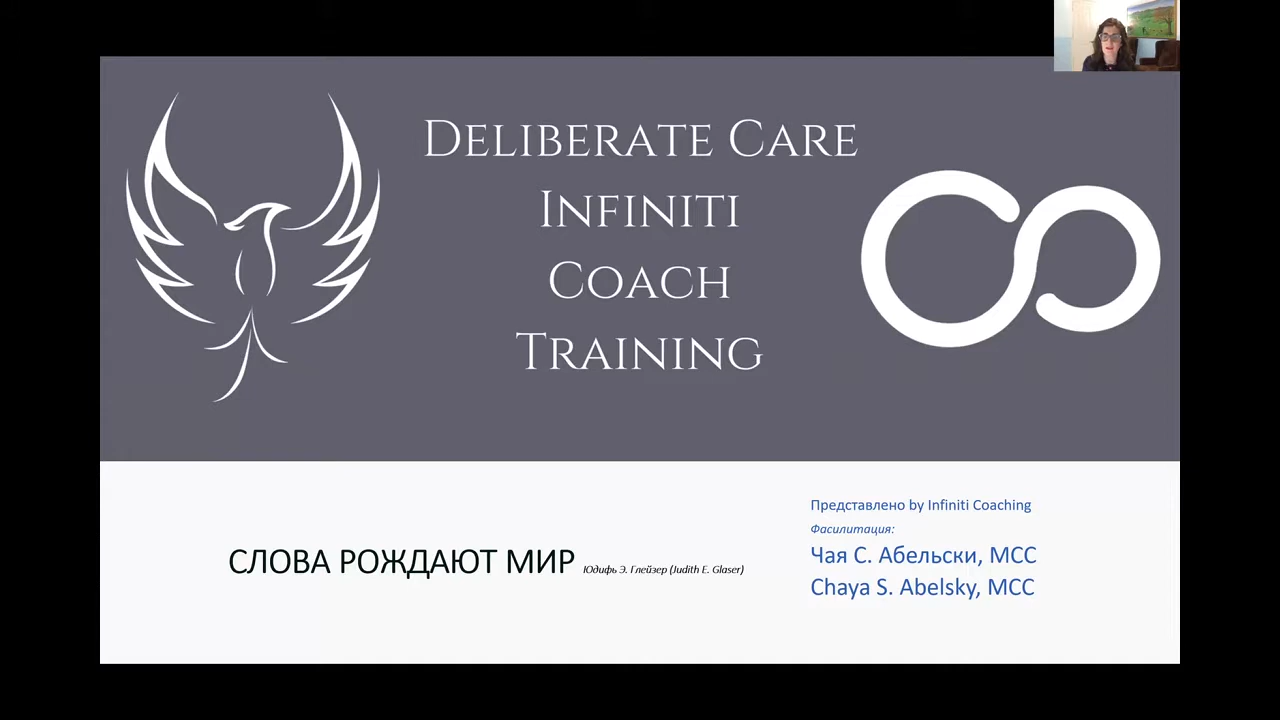 DELIBERATE CARE
INFINITI
COACH
TRAINING
СЛОВА РОЖДАЮТ МИР Юдифь Э. Глейзер (Judith E. Glaser)
Представлено by Infiniti Coaching
Фасилитация:
Чая С. Абельски, МСС
Chaya S. Abelsky, MCC